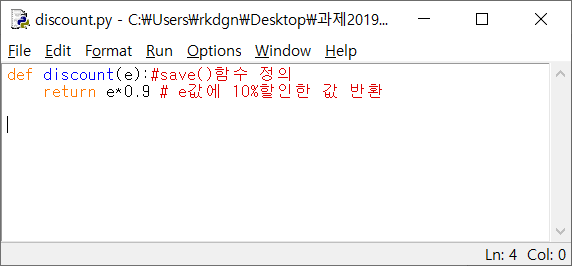 discount.py - C:\Users\rkdgn\Desktop\과제2019...
File Edit Format Run Options Window Help
def discount(e):#save()함수 정의
    return e*0.9 # e값에 10%할인한 값 반환
Ln: 4 Col: 0